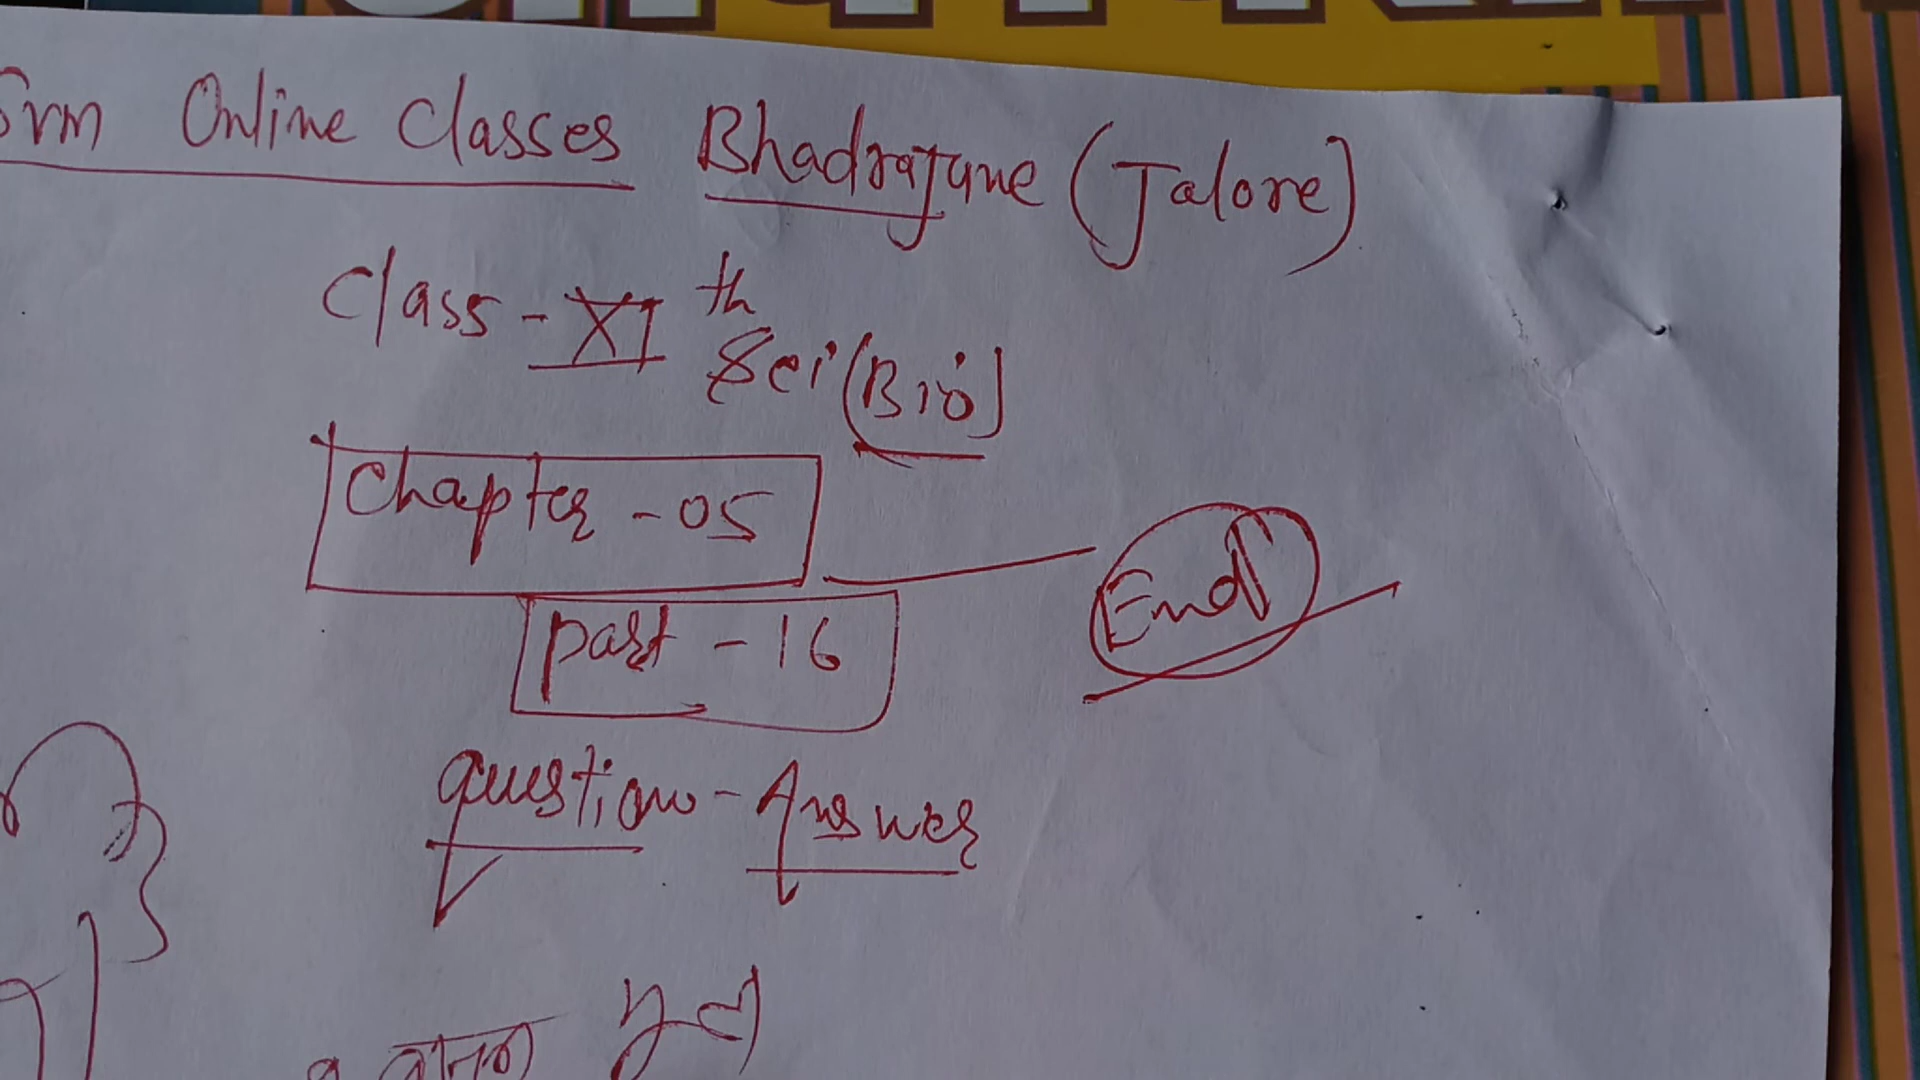 Online Classes Bhadrajune (Jalore)
Class - XI th
Sci (Bio)
Chapter - 05
End
Part - 16
Question - Answer